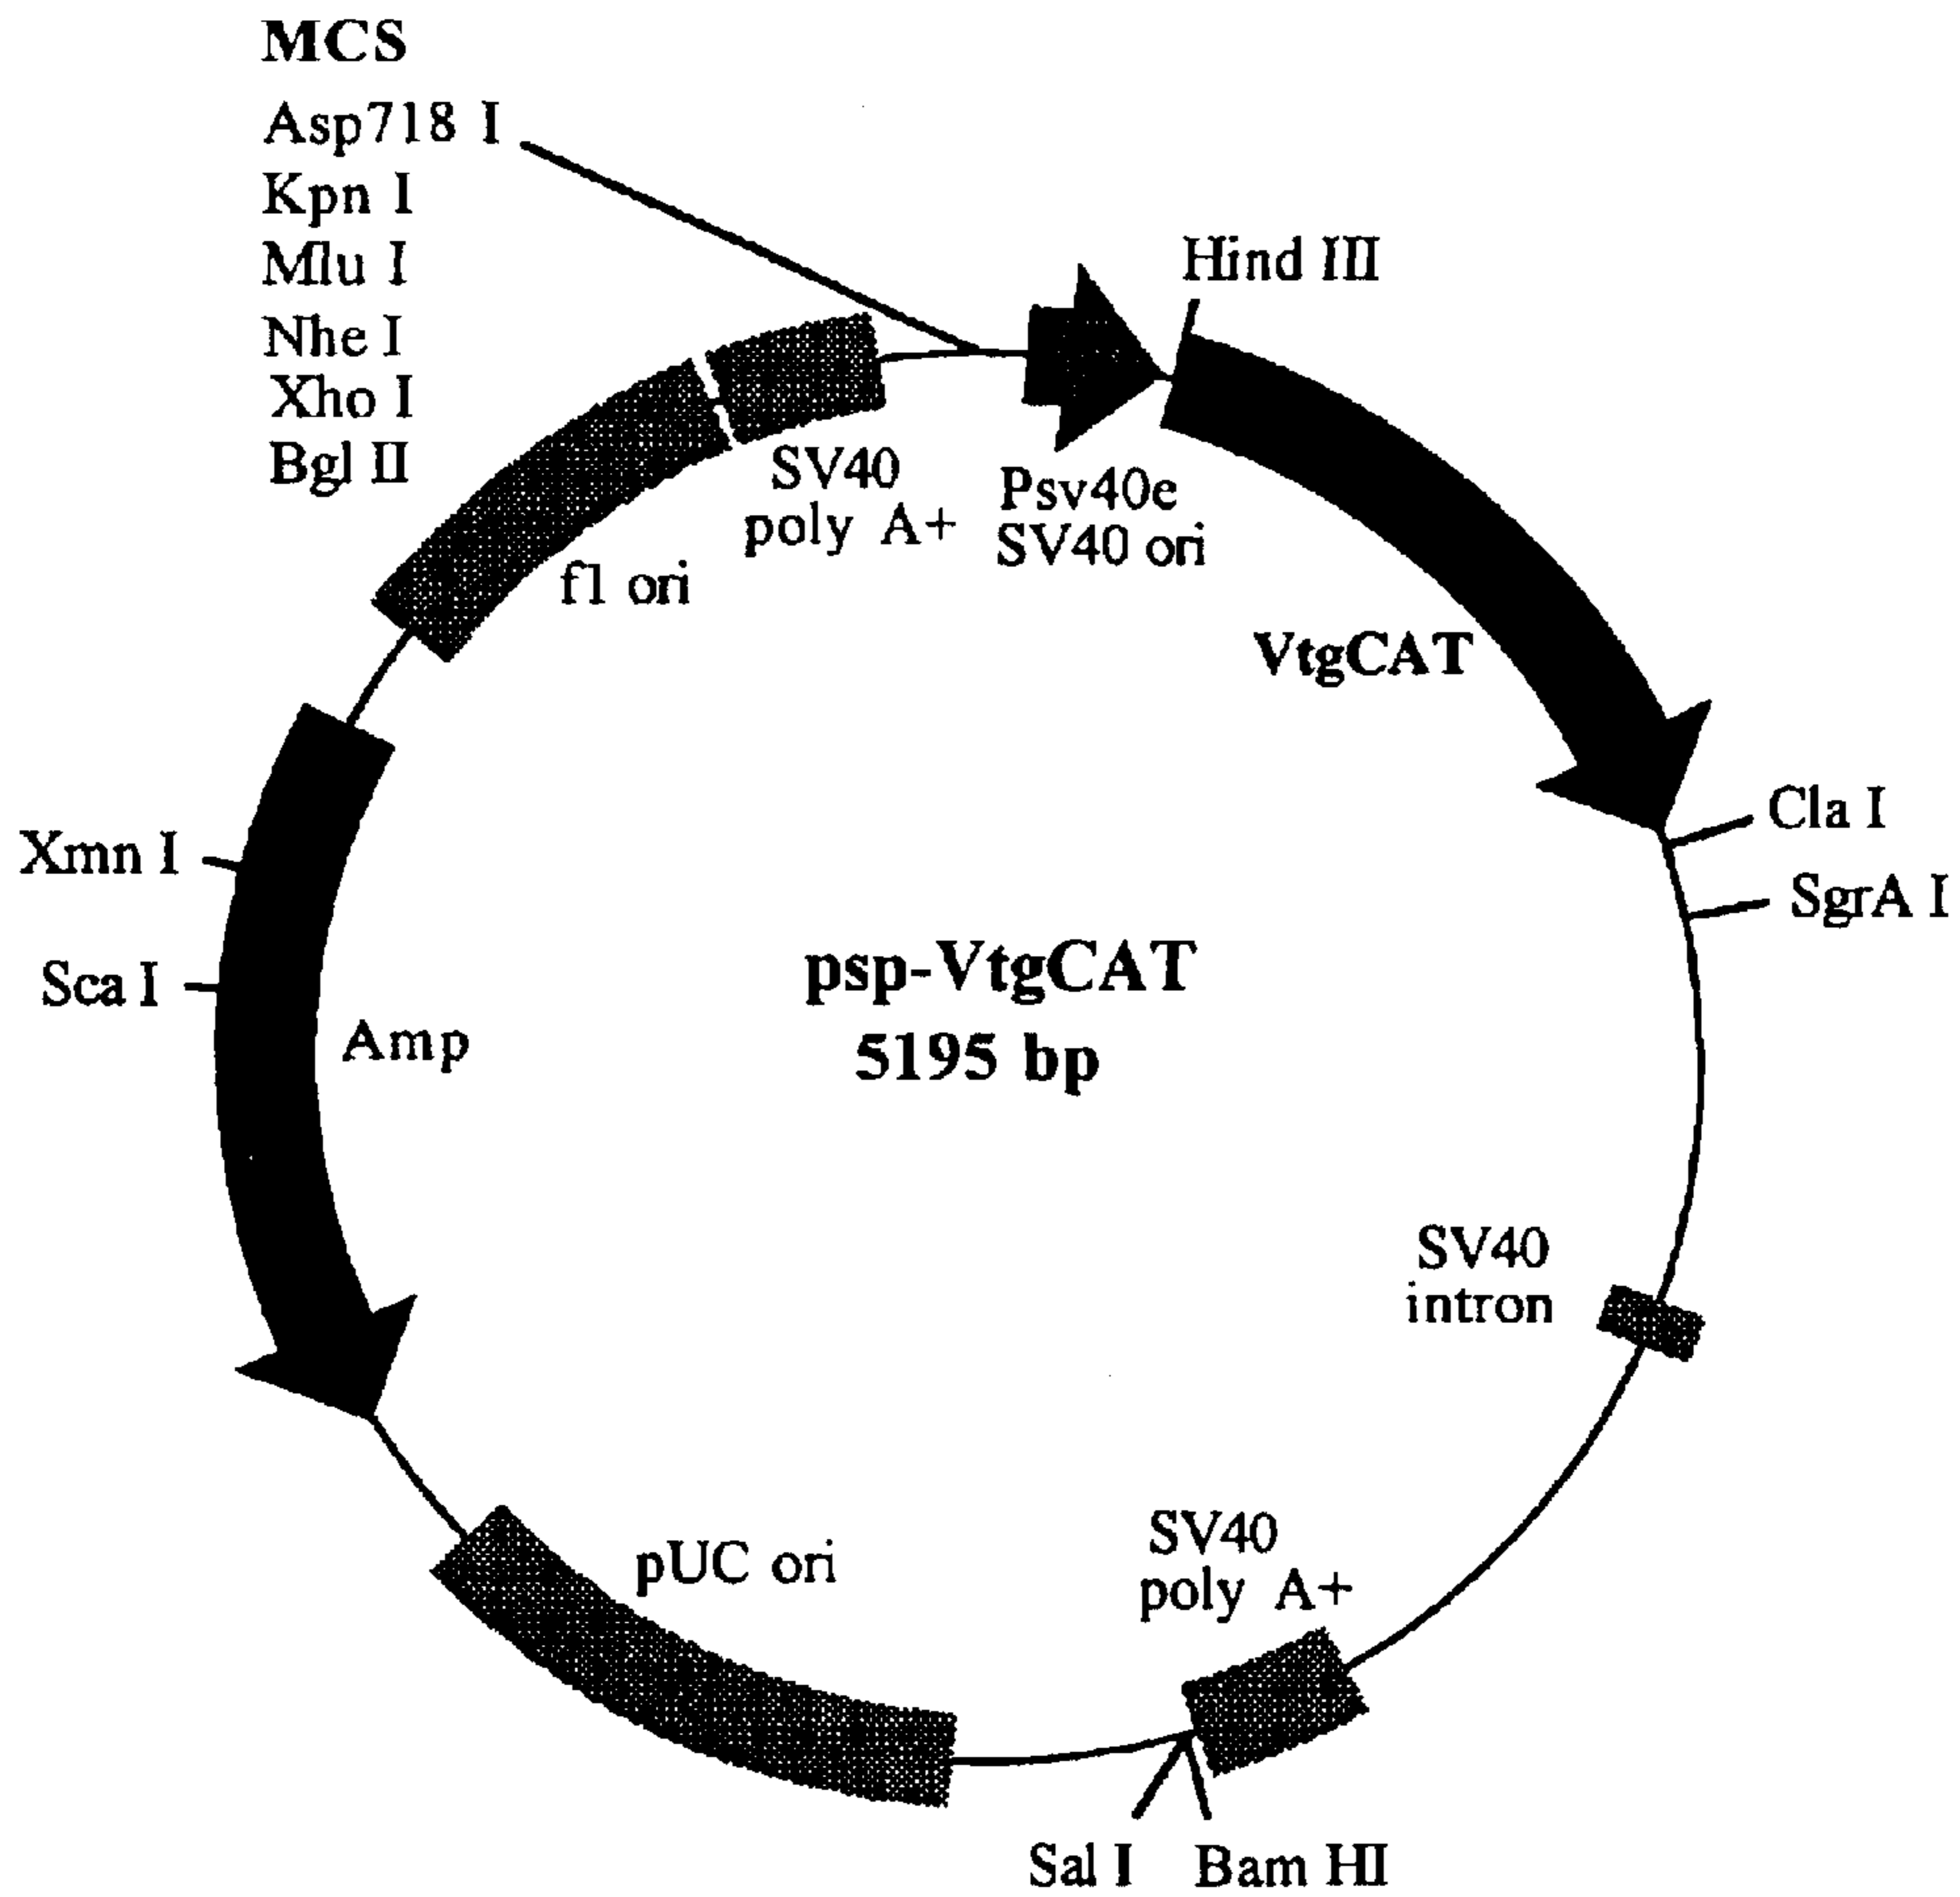 MCS
Asp718 I
Kpn I
Mlu I
Nhe I
Xho I
Bgl II
Hind III
SV40
poly A+
Psv40e
SV40 ori
f1 ori
VtgCAT
Cla I
SgrA I
Xmn I
Sca I
Amp
psp-VtgCAT
5195 bp
SV40
intron
SV40
poly A+
pUC ori
Sal I
Bam HI